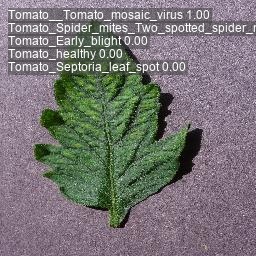 Tomato__Tomato_mosaic_virus 1.00
Tomato_Spider_mites_Two_spotted_spider_
Tomato_Early_blight 0.00
Tomato_healthy 0.00
Tomato_Septoria_leaf_spot 0.00